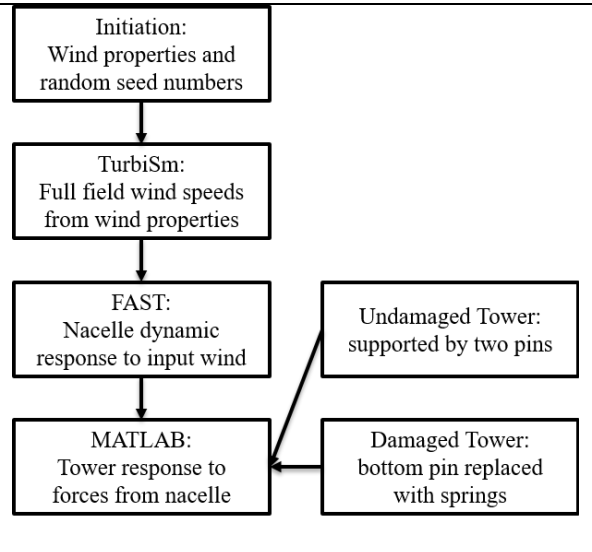 Initiation:
Wind properties and
random seed numbers
TurbiSm:
Full field wind speeds
from wind properties
FAST:
Nacelle dynamic
response to input wind
Undamaged Tower:
supported by two pins
MATLAB:
Tower response to
forces from nacelle
Damaged Tower:
bottom pin replaced
with springs